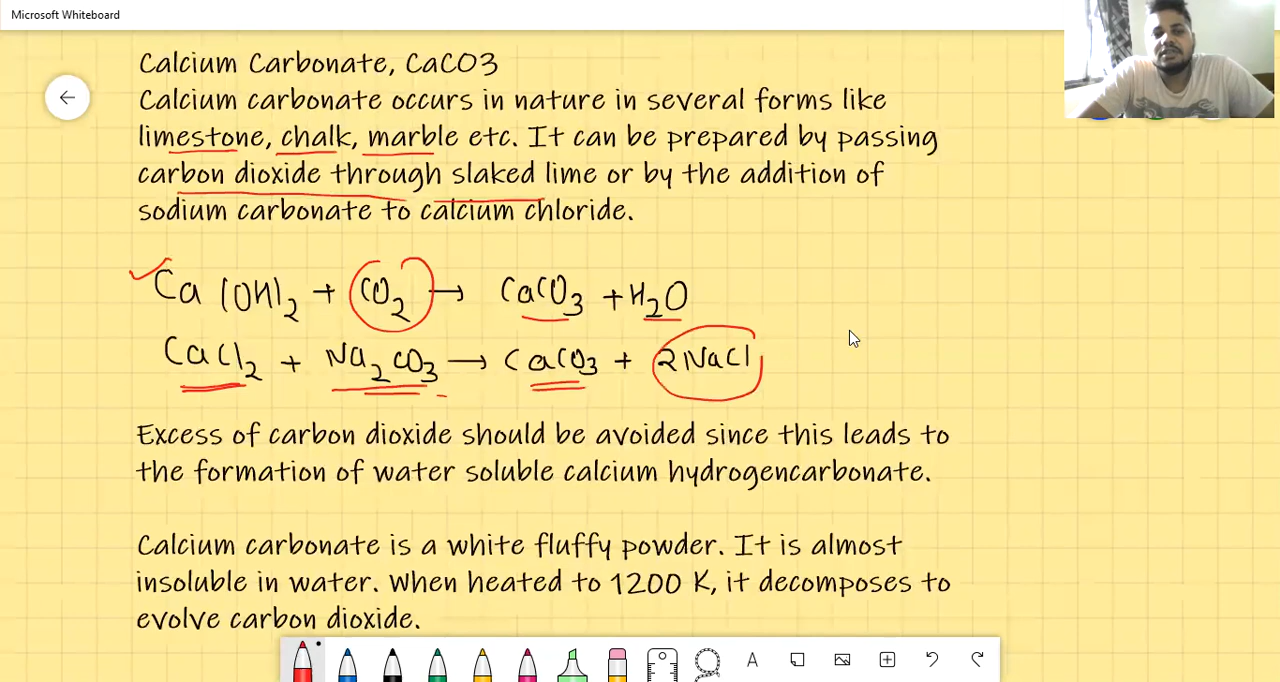 Microsoft Whiteboard
Calcium Carbonate, CaCO3
Calcium carbonate occurs in nature in several forms like
limestone, chalk, marble etc. It can be prepared by passing
carbon dioxide through slaked lime or by the addition of
sodium carbonate to calcium chloride.
Ca(OH)₂ + CO₂ → CaCO₃ + H₂O
CaCl₂ + Na₂CO₃ → CaCO₃ + 2NaCl
Excess of carbon dioxide should be avoided since this leads to
the formation of water soluble calcium hydrogencarbonate.
Calcium carbonate is a white fluffy powder. It is almost
insoluble in water. When heated to 1200 K, it decomposes to
evolve carbon dioxide.
A